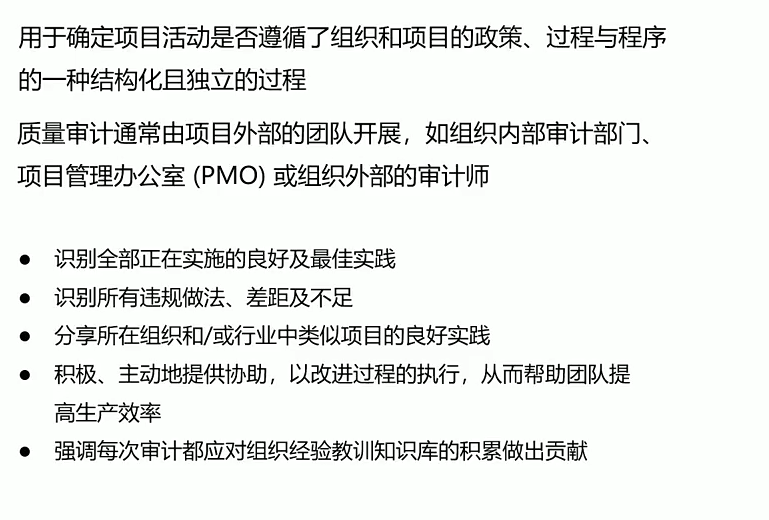 用于确定项目活动是否遵循了组织和项目的政策、过程与程序
的一种结构化且独立的过程
质量审计通常由项目外部的团队开展，如组织内部审计部门、
项目管理办公室 (PMO) 或组织外部的审计师
● 识别全部正在实施的良好及最佳实践
● 识别所有违规做法、差距及不足
● 分享所在组织和/或行业中类似项目的良好实践
● 积极、主动地提供协助，以改进过程的执行，从而帮助团队提
高生产效率
● 强调每次审计都应对组织经验教训知识库的积累做出贡献